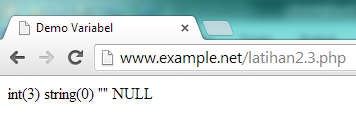 Demo Variabel
www.example.net/latihan2.3.php
int(3) string(0) "" NULL